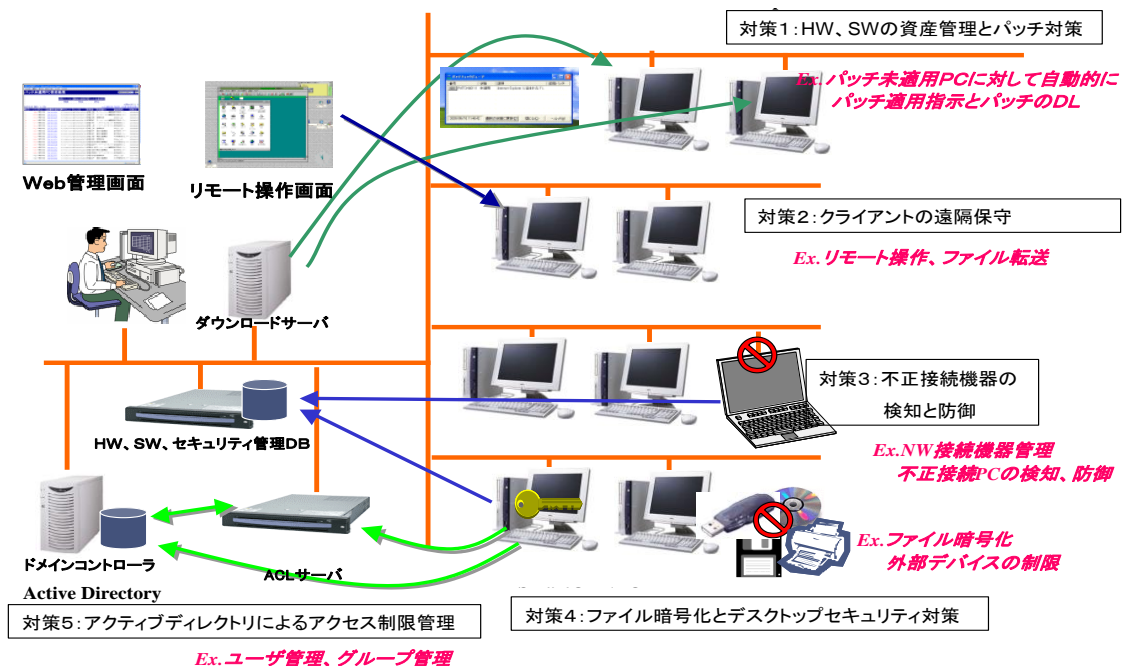 対策1：HW、SWの資産管理とパッチ対策
Ex.パッチ未適用PCに対して自動的に
パッチ適用指示とパッチのDL
Web管理画面
リモート操作画面
対策2：クライアントの遠隔保守
Ex.リモート操作、ファイル転送
ダウンロードサーバ
対策3：不正接続機器の
検知と防御
HW、SW、セキュリティ管理DB
Ex.NW接続機器管理
不正接続PCの検知、防御
Ex.ファイル暗号化
外部デバイスの制限
ドメインコントローラ
ACLサーバ
Active Directory
対策5：アクティブディレクトリによるアクセス制限管理
対策4：ファイル暗号化とデスクトップセキュリティ対策
Ex.ユーザ管理、グループ管理